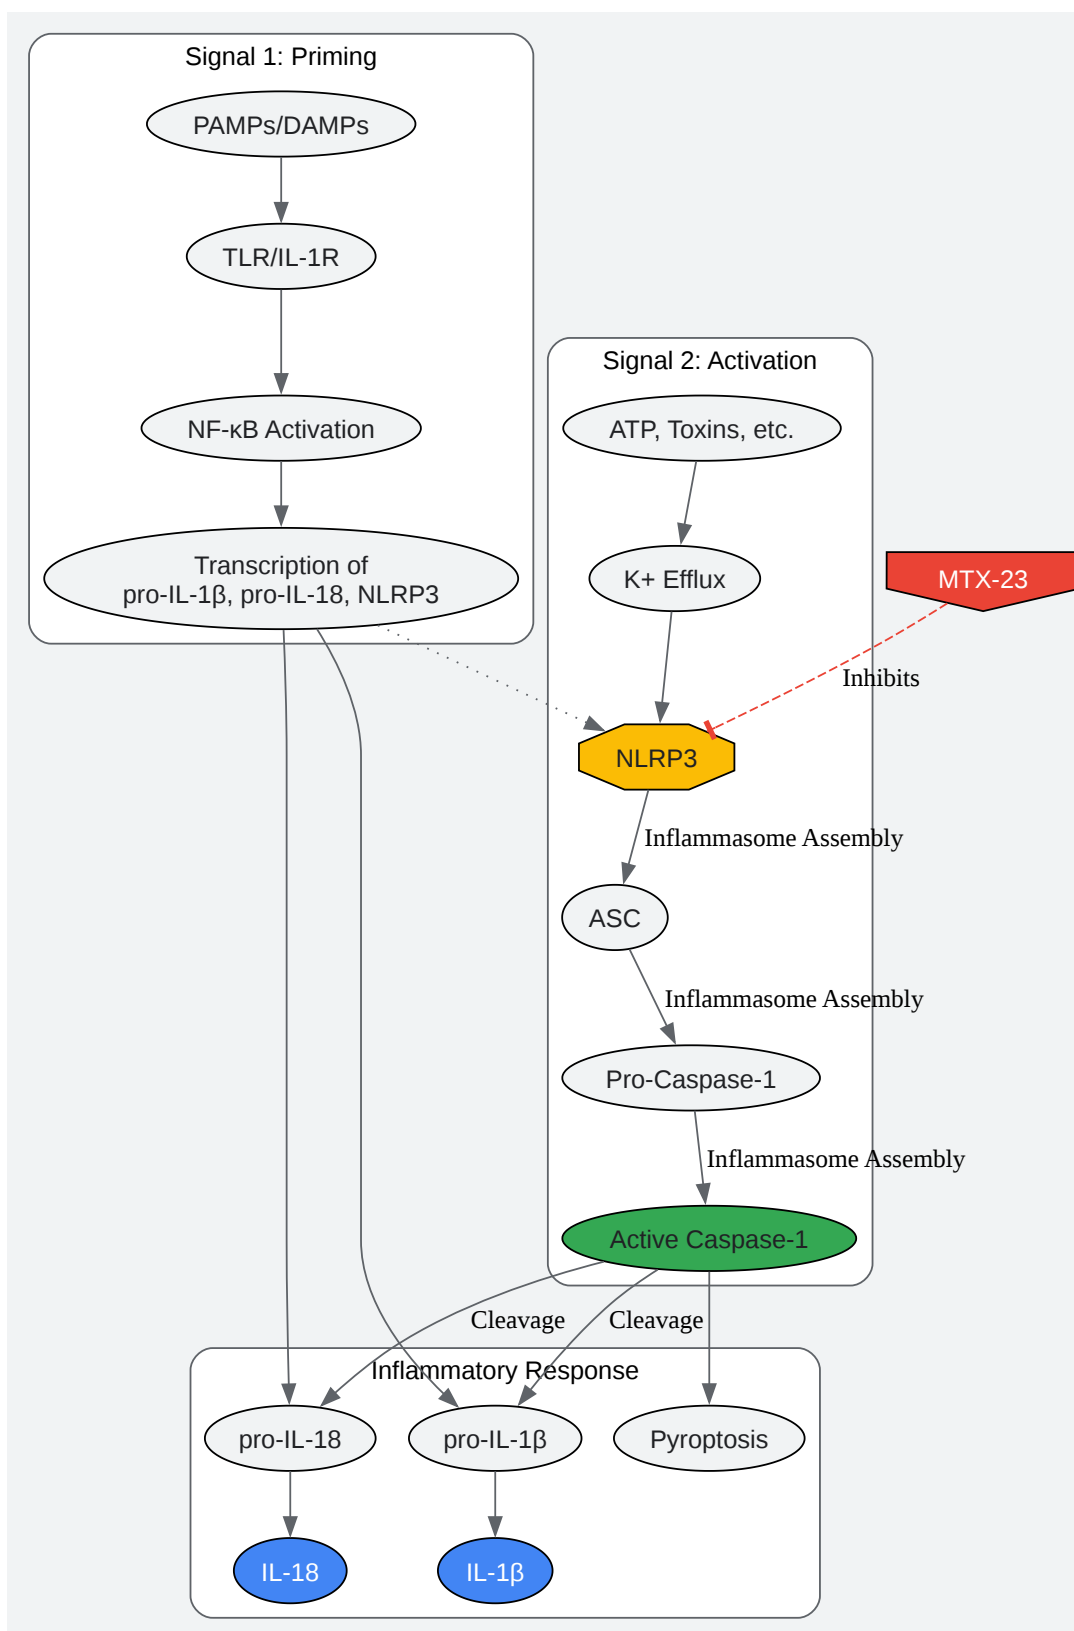 Signal 1: Priming
PAMPs/DAMPs
TLR/IL-1R
NF-κB Activation
Transcription of
pro-IL-1β, pro-IL-18, NLRP3
Signal 2: Activation
ATP, Toxins, etc.
K+ Efflux
MTX-23
Inhibits
NLRP3
Inflammasome Assembly
ASC
Inflammasome Assembly
Pro-Caspase-1
Inflammasome Assembly
Active Caspase-1
Cleavage
Cleavage
Inflammatory Response
pro-IL-18
pro-IL-1β
Pyroptosis
IL-18
IL-1β